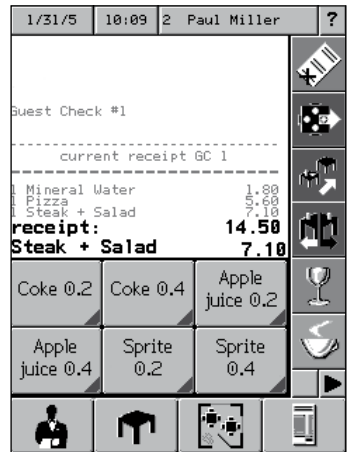 1/31/5 10:09 2 Paul Miller ?
Guest Check #1
current receipt GC 1
1 Mineral Water 1.80
1 Pizza 5.60
1 Steak + Salad 7.10
receipt: 14.50
Steak + Salad 7.10
Coke 0.2 Coke 0.4 Apple
juice 0.2
Apple
juice 0.4
Sprite
0.2
Sprite
0.4